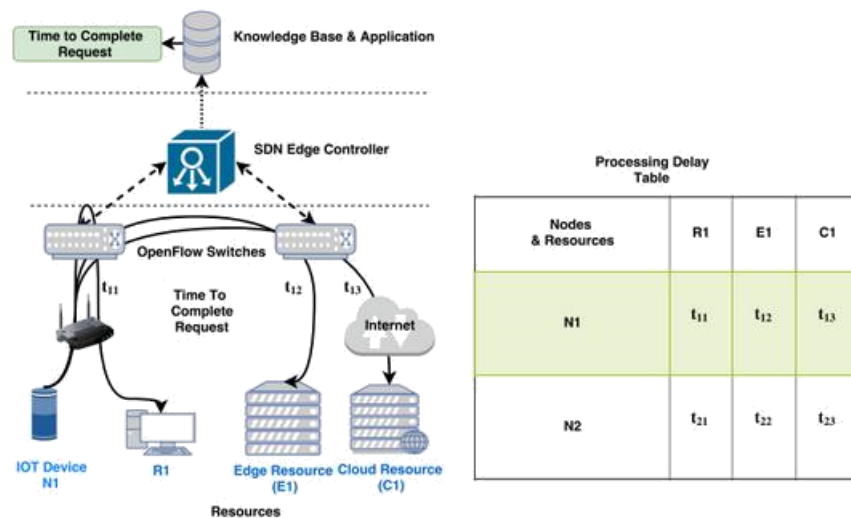 Time to Complete
Request
Knowledge Base & Application
SDN Edge Controller
OpenFlow Switches
t11
Time To
Complete
Request
t12
t13
Internet
IOT Device
N1
R1
Edge Resource
(E1)
Cloud Resource
(C1)
Resources
Processing Delay
Table
Nodes
& Resources
R1
E1
C1
N1
t11
t12
t13
N2
t21
t22
t23